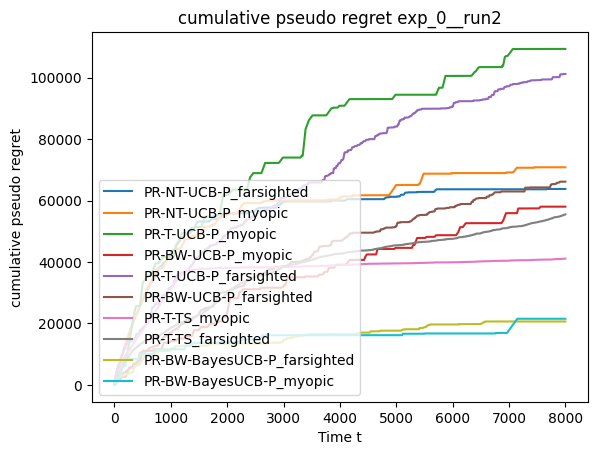 cumulative pseudo regret exp_0__run2
cumulative pseudo regret
100000
80000
60000
40000
20000
0
PR-NT-UCB-P_farsighted
PR-NT-UCB-P_myopic
PR-T-UCB-P_myopic
PR-BW-UCB-P_myopic
PR-T-UCB-P_farsighted
PR-BW-UCB-P_farsighted
PR-T-TS_myopic
PR-T-TS_farsighted
PR-BW-BayesUCB-P_farsighted
PR-BW-BayesUCB-P_myopic
0 1000 2000 3000 4000 5000 6000 7000 8000
Time t